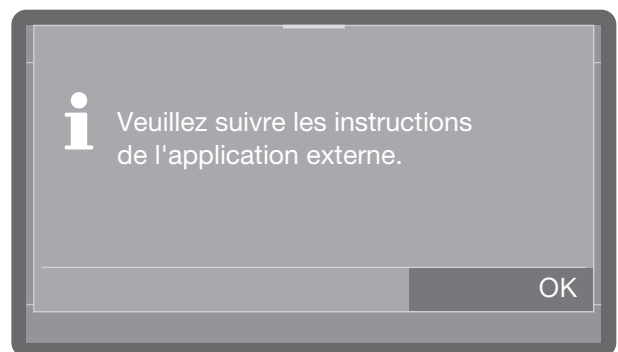 Veuillez suivre les instructions
de l'application externe.
OK